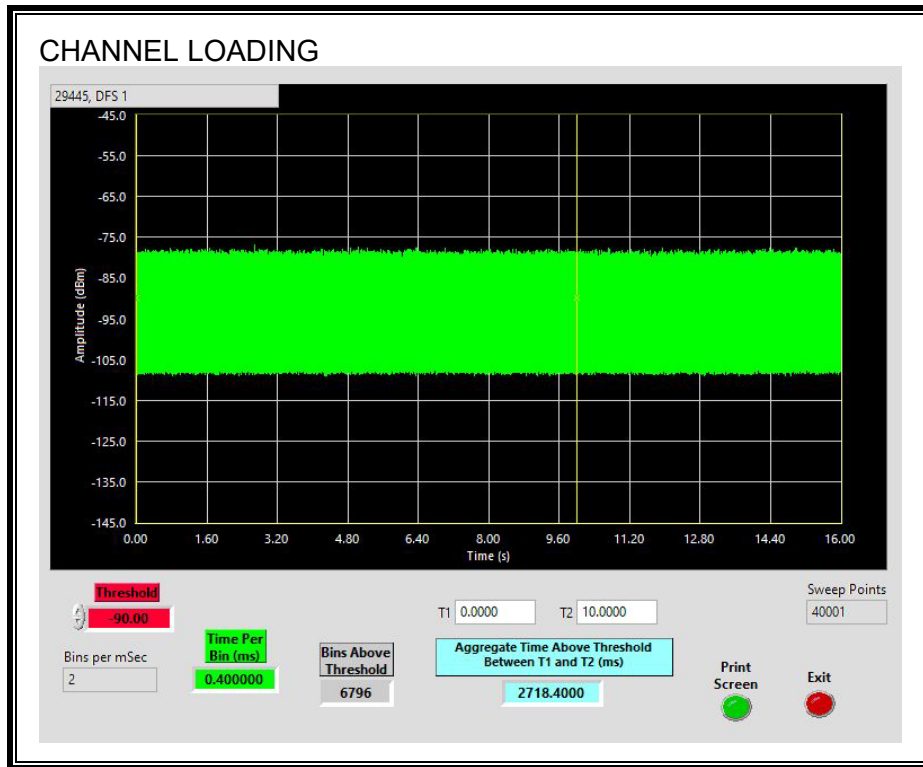 CHANNEL LOADING
29445, DFS 1
-45.0
-55.0
-65.0
-75.0
-85.0
-95.0
-105.0
-115.0
-125.0
-135.0
-145.0
Amplitude (dBm)
0.00 1.60 3.20 4.80 6.40 8.00 9.60 11.20 12.80 14.40 16.00
Time (s)
Threshold
-90.00
Bins per mSec
2
Time Per
Bin (ms)
0.400000
Bins Above
Threshold
6796
T1 0.0000 T2 10.0000
Aggregate Time Above Threshold
Between T1 and T2 (ms)
2718.4000
Sweep Points
40001
Print
Screen
Exit